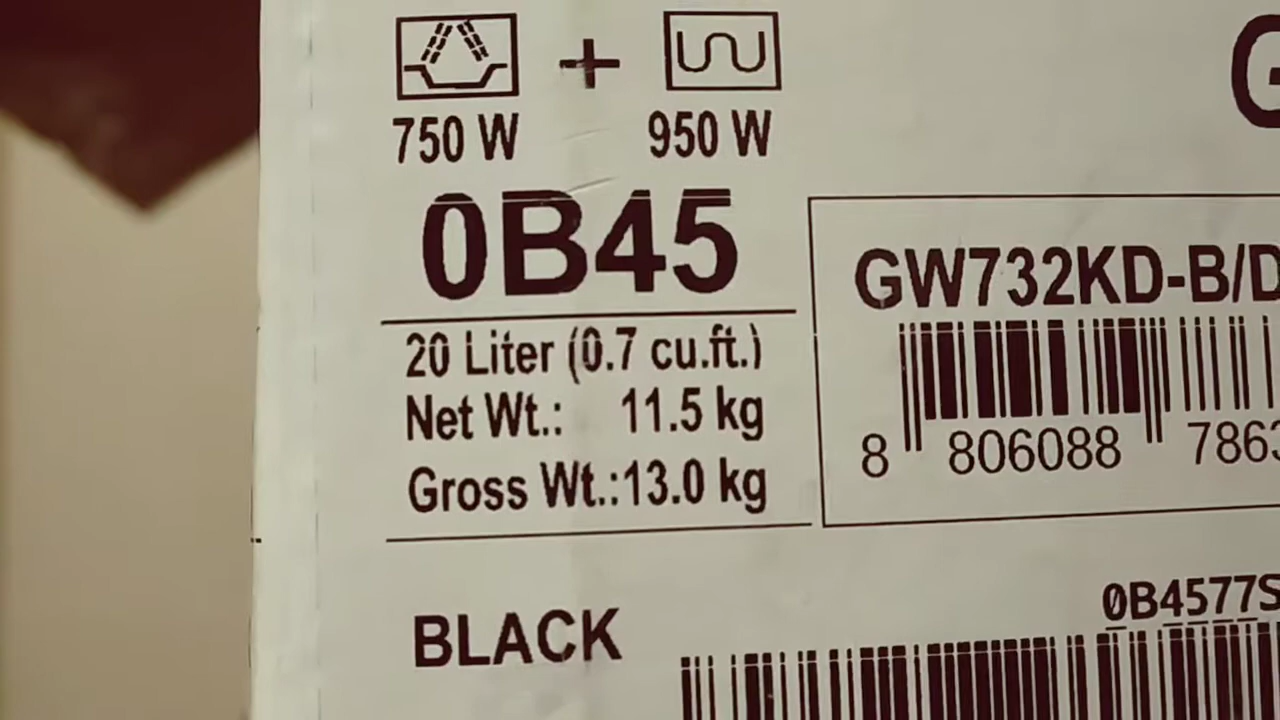 750 W + 950 W
0B45
20 Liter (0.7 cu.ft.)
Net Wt.: 11.5 kg
Gross Wt.:13.0 kg
BLACK
G
GW732KD-B/D
8 806088 7863
0B4577S